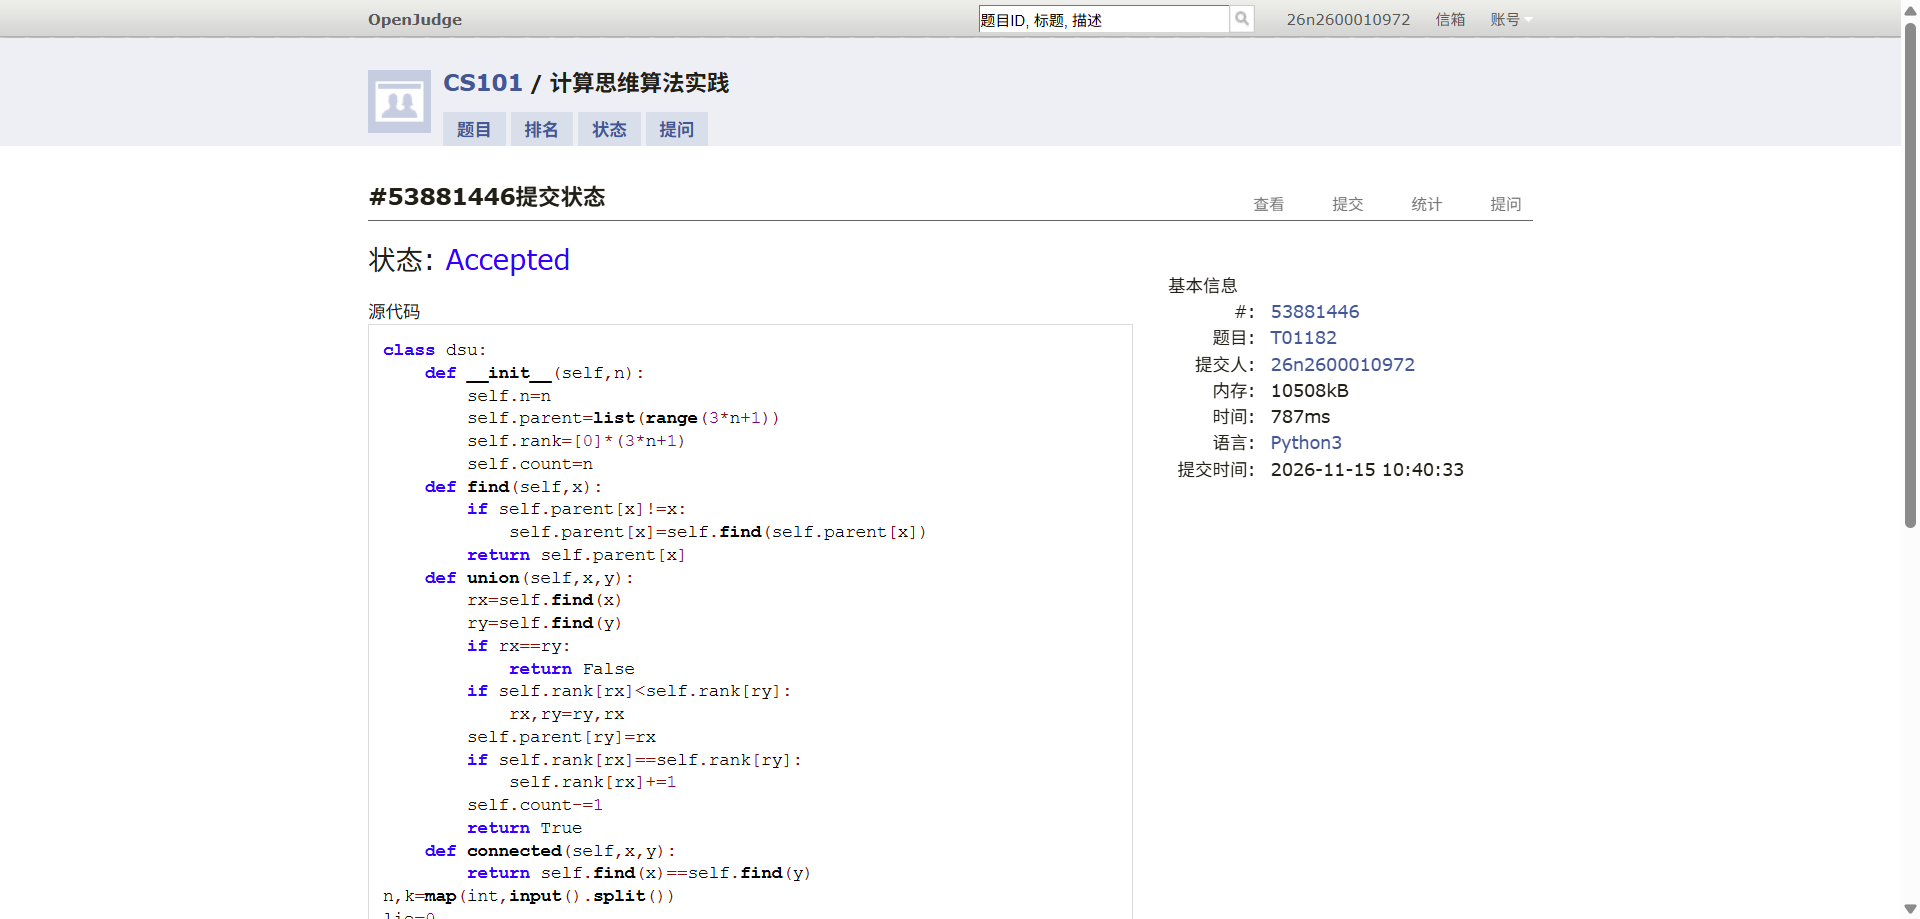 OpenJudge
题目ID, 标题, 描述
26n2600010972 信箱 账号
CS101 / 计算思维算法实践
题目 排名 状态 提问
#53881446提交状态
查看 提交 统计 提问
状态: Accepted
源代码
class dsu:
    def __init__(self,n):
        self.n=n
        self.parent=list(range(3*n+1))
        self.rank=[0]*(3*n+1)
        self.count=n
    def find(self,x):
        if self.parent[x]!=x:
            self.parent[x]=self.find(self.parent[x])
        return self.parent[x]
    def union(self,x,y):
        rx=self.find(x)
        ry=self.find(y)
        if rx==ry:
            return False
        if self.rank[rx]<self.rank[ry]:
            rx,ry=ry,rx
        self.parent[ry]=rx
        if self.rank[rx]==self.rank[ry]:
            self.rank[rx]+=1
        self.count-=1
        return True
    def connected(self,x,y):
        return self.find(x)==self.find(y)
n,k=map(int,input().split())
lie=0
基本信息
#: 53881446
题目: T01182
提交人: 26n2600010972
内存: 10508kB
时间: 787ms
语言: Python3
提交时间: 2026-11-15 10:40:33